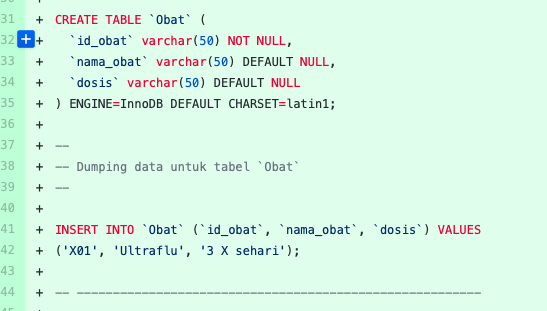 31 + CREATE TABLE `Obat` (
32 + + `id_obat` varchar(50) NOT NULL,
33 + `nama_obat` varchar(50) DEFAULT NULL,
34 + `dosis` varchar(50) DEFAULT NULL
35 + ) ENGINE=InnoDB DEFAULT CHARSET=latin1;
36 +
37 + --
38 + -- Dumping data untuk tabel `Obat`
39 + --
40 +
41 + INSERT INTO `Obat` (`id_obat`, `nama_obat`, `dosis`) VALUES
42 + ('X01', 'Ultraflu', '3 X sehari');
43 +
44 + -- --------------------------------------------------------